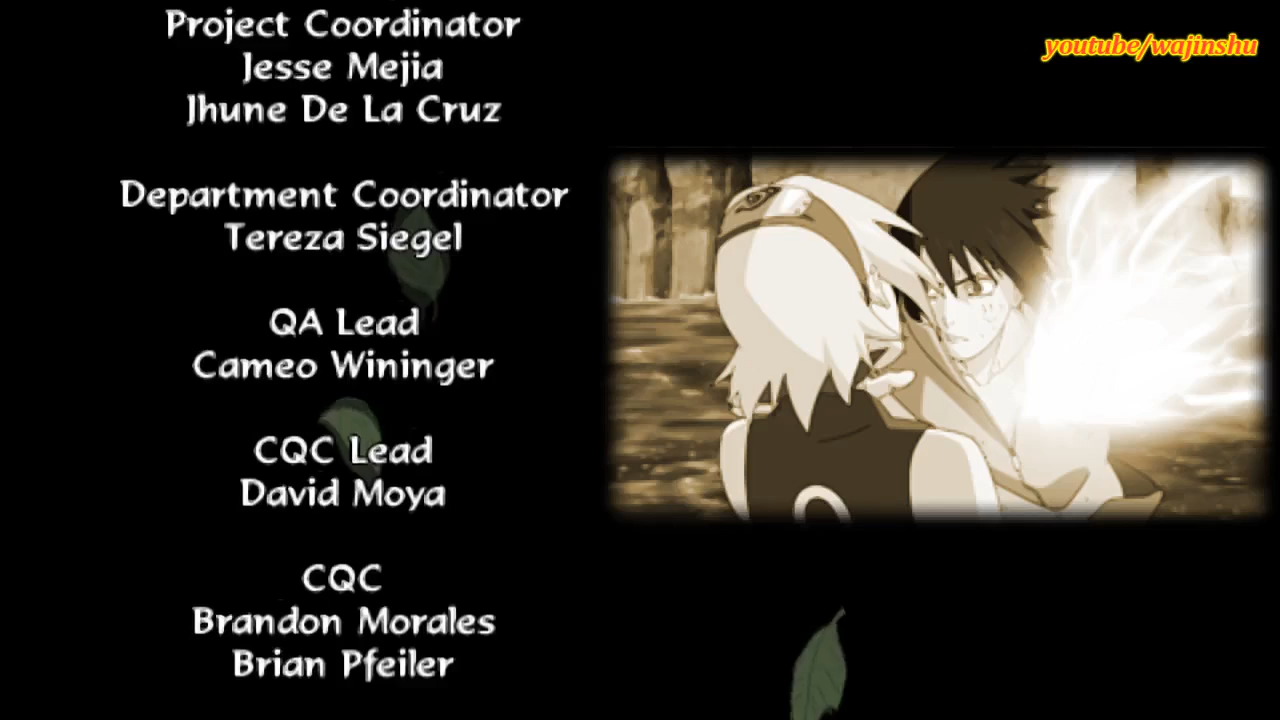 Project Coordinator
Jesse Mejia
Jhune De La Cruz
Department Coordinator
Tereza Siegel
QA Lead
Cameo Wininger
CQC Lead
David Moya
CQC
Brandon Morales
Brian Pfeiler
youtube/wajinshu